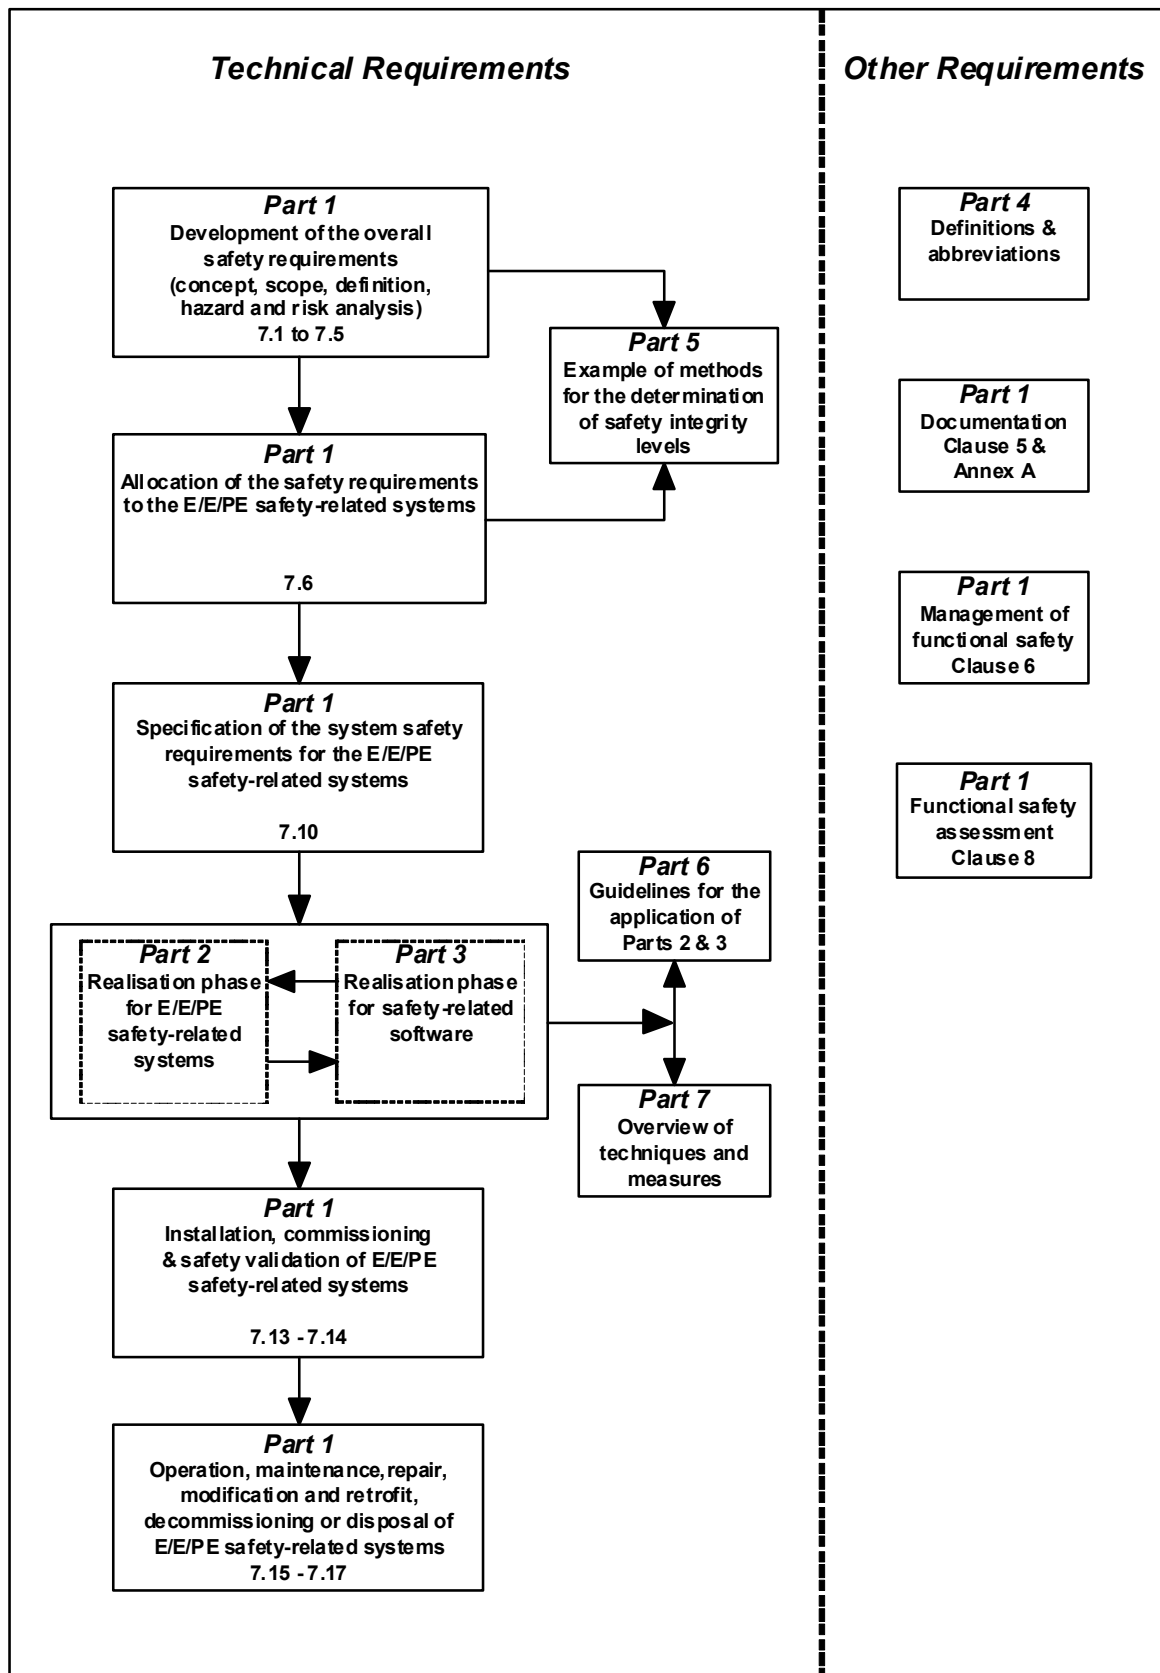 Technical Requirements
Other Requirements
Part 1
Development of the overall
safety requirements
(concept, scope, definition,
hazard and risk analysis)
7.1 to 7.5
Part 5
Example of methods
for the determination
of safety integrity
levels
Part 1
Allocation of the safety requirements
to the E/E/PE safety-related systems
7.6
Part 1
Specification of the system safety
requirements for the E/E/PE
safety-related systems
7.10
Part 6
Guidelines for the
application of
Parts 2 & 3
Part 2
Realisation phase
for E/E/PE
safety-related
systems
Part 3
Realisation phase
for safety-related
software
Part 7
Overview of
techniques and
measures
Part 1
Installation, commissioning
& safety validation of E/E/PE
safety-related systems
7.13 - 7.14
Part 1
Operation, maintenance,repair,
modification and retrofit,
decommissioning or disposal of
E/E/PE safety-related systems
7.15 - 7.17
Part 4
Definitions &
abbreviations
Part 1
Documentation
Clause 5 &
Annex A
Part 1
Management of
functional safety
Clause 6
Part 1
Functional safety
assessment
Clause 8